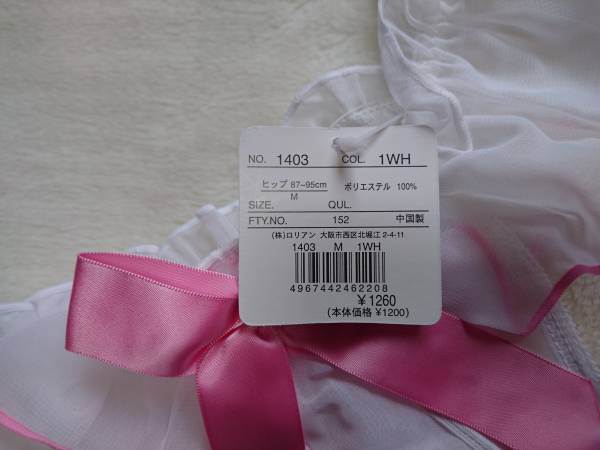 NO. 1403 COL. 1WH
ヒップ 87~95cm ポリエステル 100%
M
SIZE. QUL.
FTY.NO. 152 中国製
(株)ロリアン 大阪市西区北堀江 2-4-11
1403 M 1WH
4967442462208
¥1260
(本体価格 ¥1200)